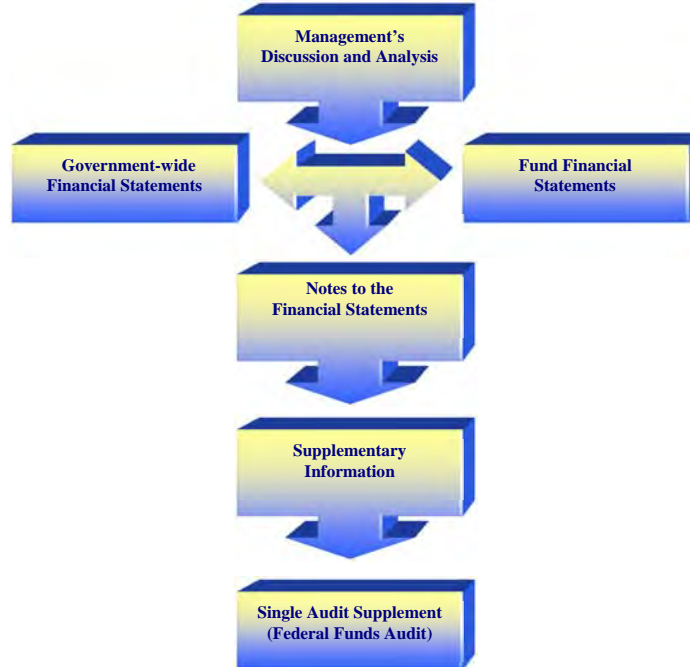 Management’s
Discussion and Analysis
Government-wide
Financial Statements
Fund Financial
Statements
Notes to the
Financial Statements
Supplementary
Information
Single Audit Supplement
(Federal Funds Audit)